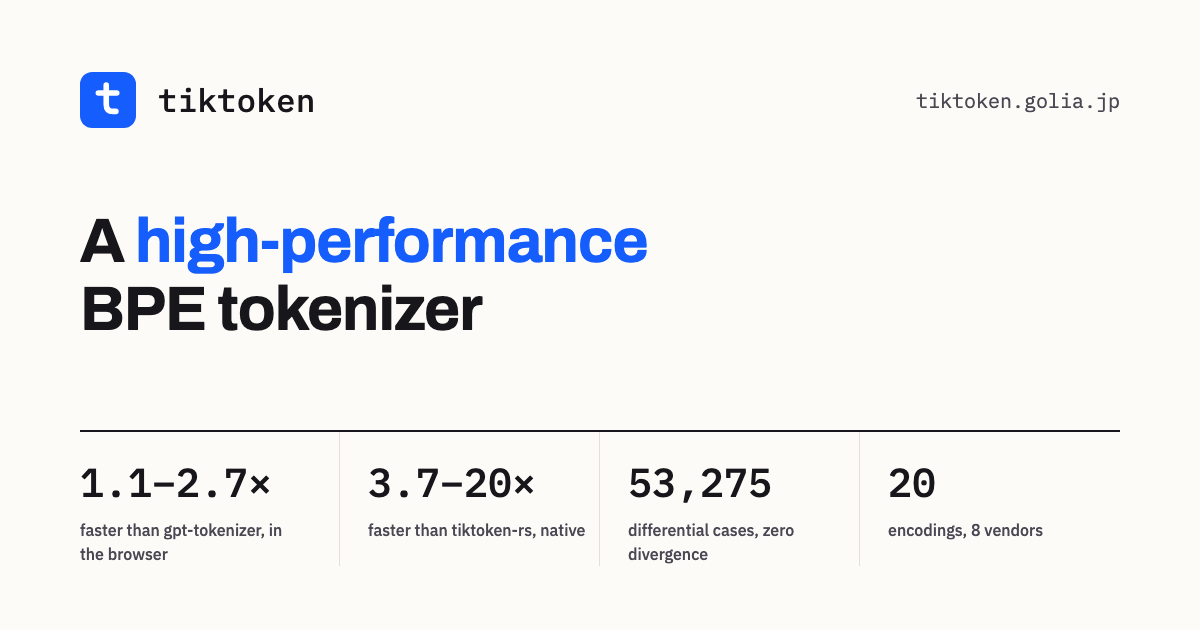 t
tiktoken
tiktoken.golia.jp
A high-performance
BPE tokenizer
1.1–2.7×
faster than gpt-tokenizer, in
the browser
3.7–20×
faster than tiktoken-rs, native
53,275
differential cases, zero
divergence
20
encodings, 8 vendors